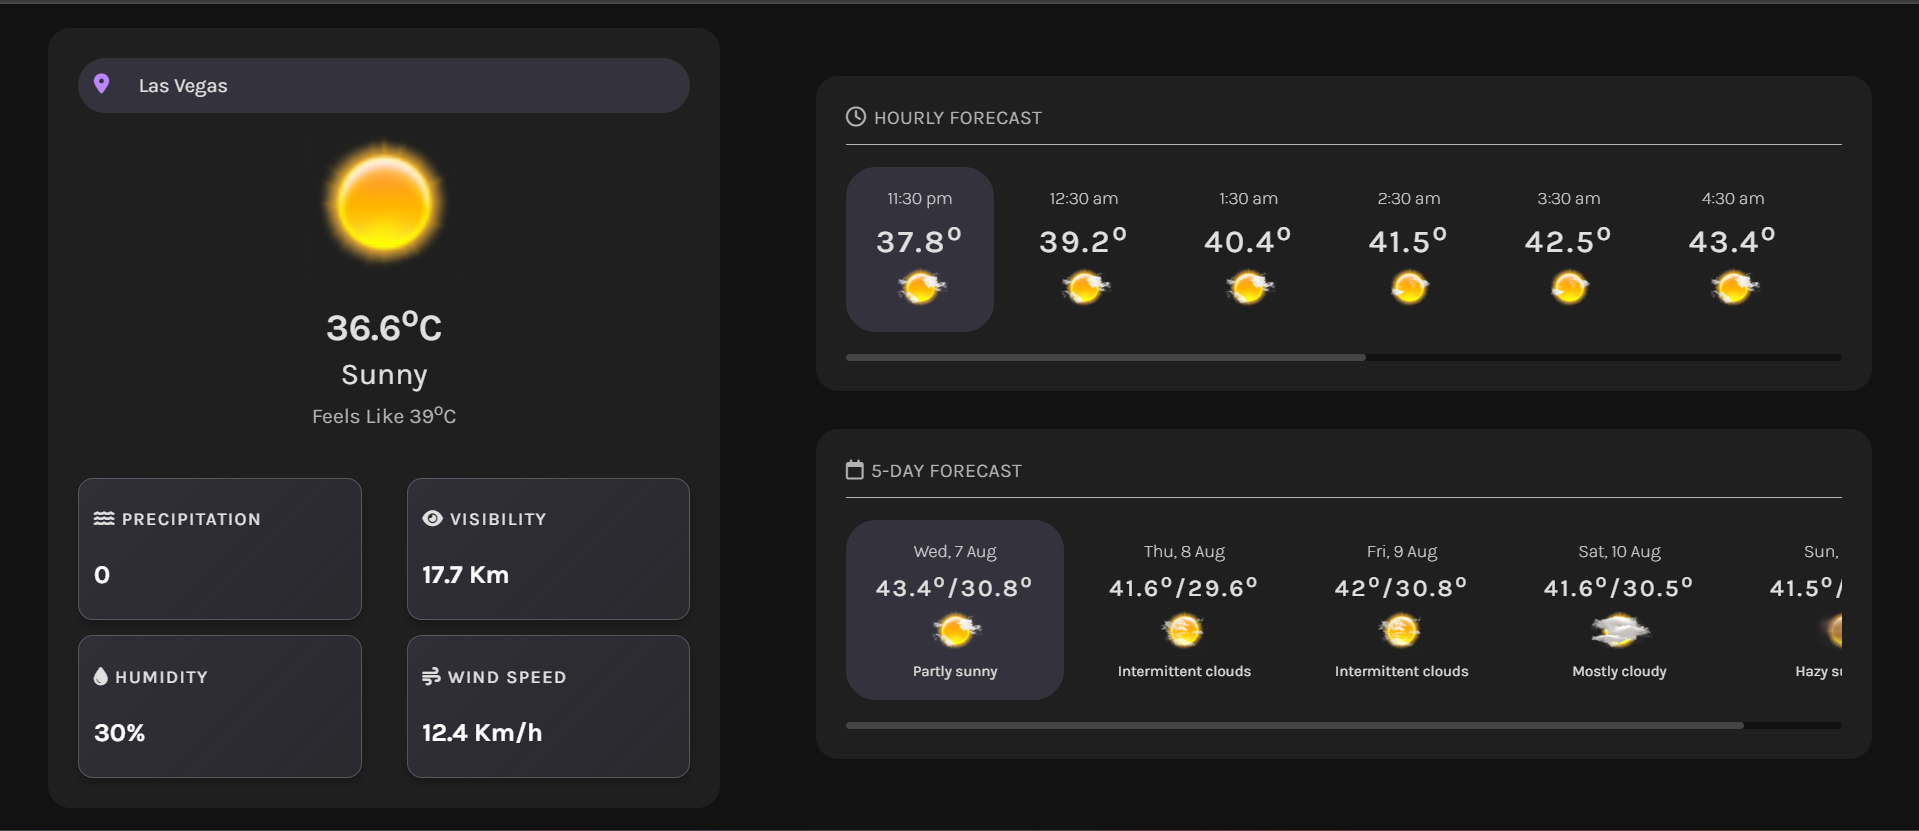 Las Vegas
36.6°C
Sunny
Feels Like 39°C
PRECIPITATION
0
VISIBILITY
17.7 Km
HUMIDITY
30%
WIND SPEED
12.4 Km/h
HOURLY FORECAST
11:30 pm 12:30 am 1:30 am 2:30 am 3:30 am 4:30 am
37.8° 39.2° 40.4° 41.5° 42.5° 43.4°
5-DAY FORECAST
Wed, 7 Aug Thu, 8 Aug Fri, 9 Aug Sat, 10 Aug Sun,
43.4°/30.8° 41.6°/29.6° 42°/30.8° 41.6°/30.5° 41.5°/
Partly sunny Intermittent clouds Intermittent clouds Mostly cloudy Hazy